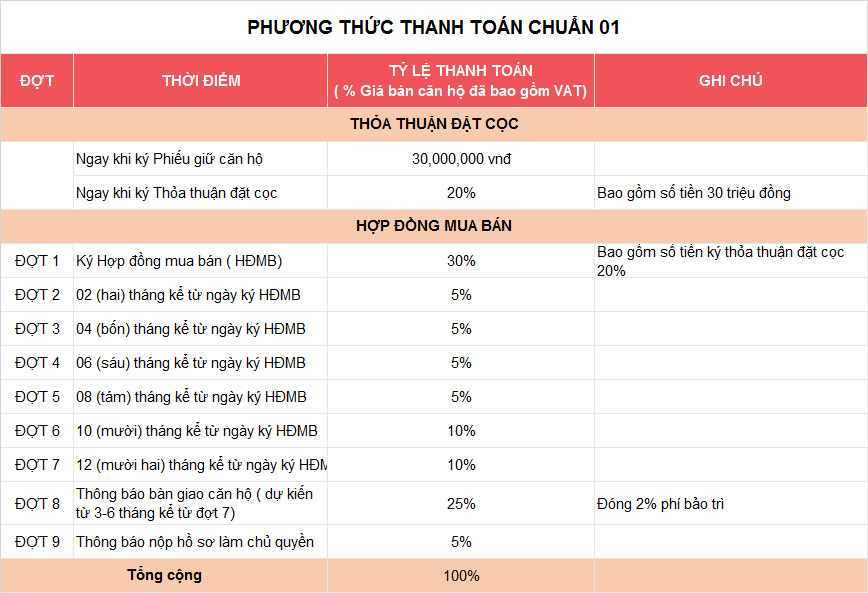 PHƯƠNG THỨC THANH TOÁN CHUẨN 01
ĐỢT THỜI ĐIỂM TỶ LỆ THANH TOÁN GHI CHÚ
( % Giá bán căn hộ đã bao gồm VAT)
THỎA THUẬN ĐẶT CỌC
Ngay khi ký Phiếu giữ căn hộ 30,000,000 vnđ
Ngay khi ký Thỏa thuận đặt cọc 20% Bao gồm số tiền 30 triệu đồng
HỢP ĐỒNG MUA BÁN
ĐỢT 1 Ký Hợp đồng mua bán ( HĐMB) 30% Bao gồm số tiền ký thỏa thuận đặt cọc
20%
ĐỢT 2 02 (hai) tháng kể từ ngày ký HĐMB 5%
ĐỢT 3 04 (bốn) tháng kể từ ngày ký HĐMB 5%
ĐỢT 4 06 (sáu) tháng kể từ ngày ký HĐMB 5%
ĐỢT 5 08 (tám) tháng kể từ ngày ký HĐMB 5%
ĐỢT 6 10 (mười) tháng kể từ ngày ký HĐMB 10%
ĐỢT 7 12 (mười hai) tháng kể từ ngày ký 10%
ĐỢT 8 Thông báo bàn giao căn hộ ( dự kiến 25% Đóng 2% phí bảo trì
từ 3-6 tháng kể từ đợt 7)
ĐỢT 9 Thông báo nộp hồ sơ làm chủ quyền 5%
Tổng cộng 100%